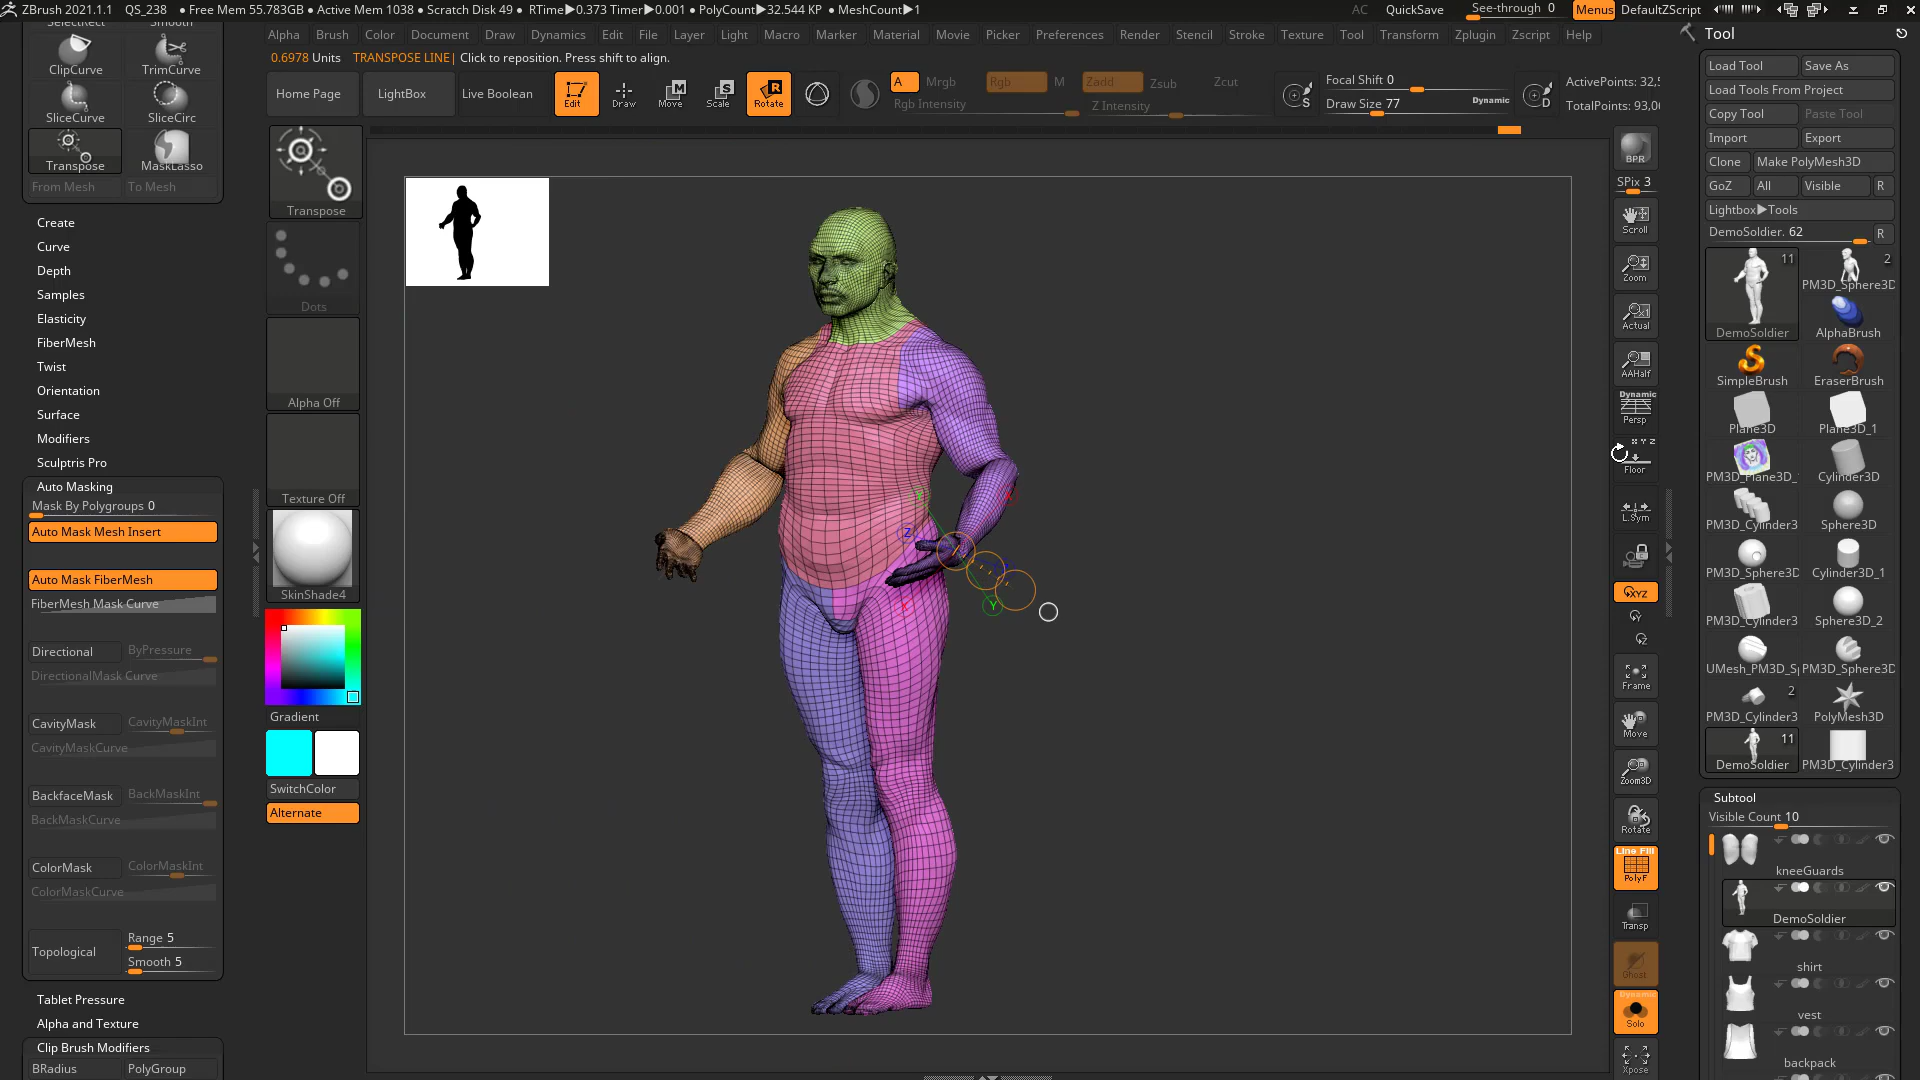 ZBrush 2021.1.1 QS_238 ● Free Mem 55.783GB ● Active Mem 1038 ● Scratch Disk 49 ● RTime▶0.373 Timer▶0.001 ● PolyCount▶32.544 KP ● MeshCount▶1 AC QuickSave See-through 0 Menus DefaultZScript
Alpha Brush Color Document Draw Dynamics Edit File Layer Light Macro Marker Material Movie Picker Preferences Render Stencil Stroke Texture Tool Transform Zplugin Zscript Help
0.6978 Units TRANSPOSE LINE| Click to reposition. Press shift to align.
Home Page LightBox Live Boolean Edit Draw Move Scale Rotate
A Mrgb Rgb M Zadd Zsub Zcut
Rgb Intensity Z Intensity
S Focal Shift 0
Draw Size 77 Dynamic D
ActivePoints: 32,5
TotalPoints: 93,0
Smooth
ClipCurve TrimCurve
SliceCurve SliceCirc
Transpose MaskLasso
From Mesh To Mesh
Create
Curve
Depth
Samples
Elasticity
FiberMesh
Twist
Orientation
Surface
Modifiers
Sculptris Pro
Auto Masking
Mask By Polygroups 0
Auto Mask Mesh Insert
Auto Mask FiberMesh
FiberMesh Mask Curve
Directional ByPressure
DirectionalMask Curve
CavityMask CavityMaskInt
CavityMaskCurve
BackfaceMask BackMaskInt
BackMaskCurve
ColorMask ColorMaskInt
ColorMaskCurve
Topological Range 5
Smooth 5
Tablet Pressure
Alpha and Texture
Clip Brush Modifiers
BRadius PolyGroup
Transpose
Dots
Alpha Off
Texture Off
SkinShade4
Gradient
SwitchColor
Alternate
Y
X
Z
X
Y
BPR
SPix 3
Scroll
Zoom
Actual
AAHalf
Dynamic
Persp
X Y Z
Floor
L.Sym
XYZ
Y
Z
Frame
Move
Zoom3D
Rotate
Line Fill
PolyF
Transp
Ghost
Dynamic
Solo
Xpose
Tool
Load Tool Save As
Load Tools From Project
Copy Tool Paste Tool
Import Export
Clone Make PolyMesh3D
GoZ All Visible R
Lightbox▶Tools
DemoSoldier. 62 R
11 2
PM3D_Sphere3D
DemoSoldier AlphaBrush
SimpleBrush EraserBrush
Plane3D Plane3D_1
PM3D_Plane3D_ Cylinder3D
PM3D_Cylinder3 Sphere3D
PM3D_Sphere3D Cylinder3D_1
PM3D_Cylinder3 Sphere3D_2
UMesh_PM3D_Sp PM3D_Sphere3D
2
PM3D_Cylinder3 PolyMesh3D
11
DemoSoldier PM3D_Cylinder3
Subtool
Visible Count 10
kneeGuards
DemoSoldier
shirt
vest
backpack